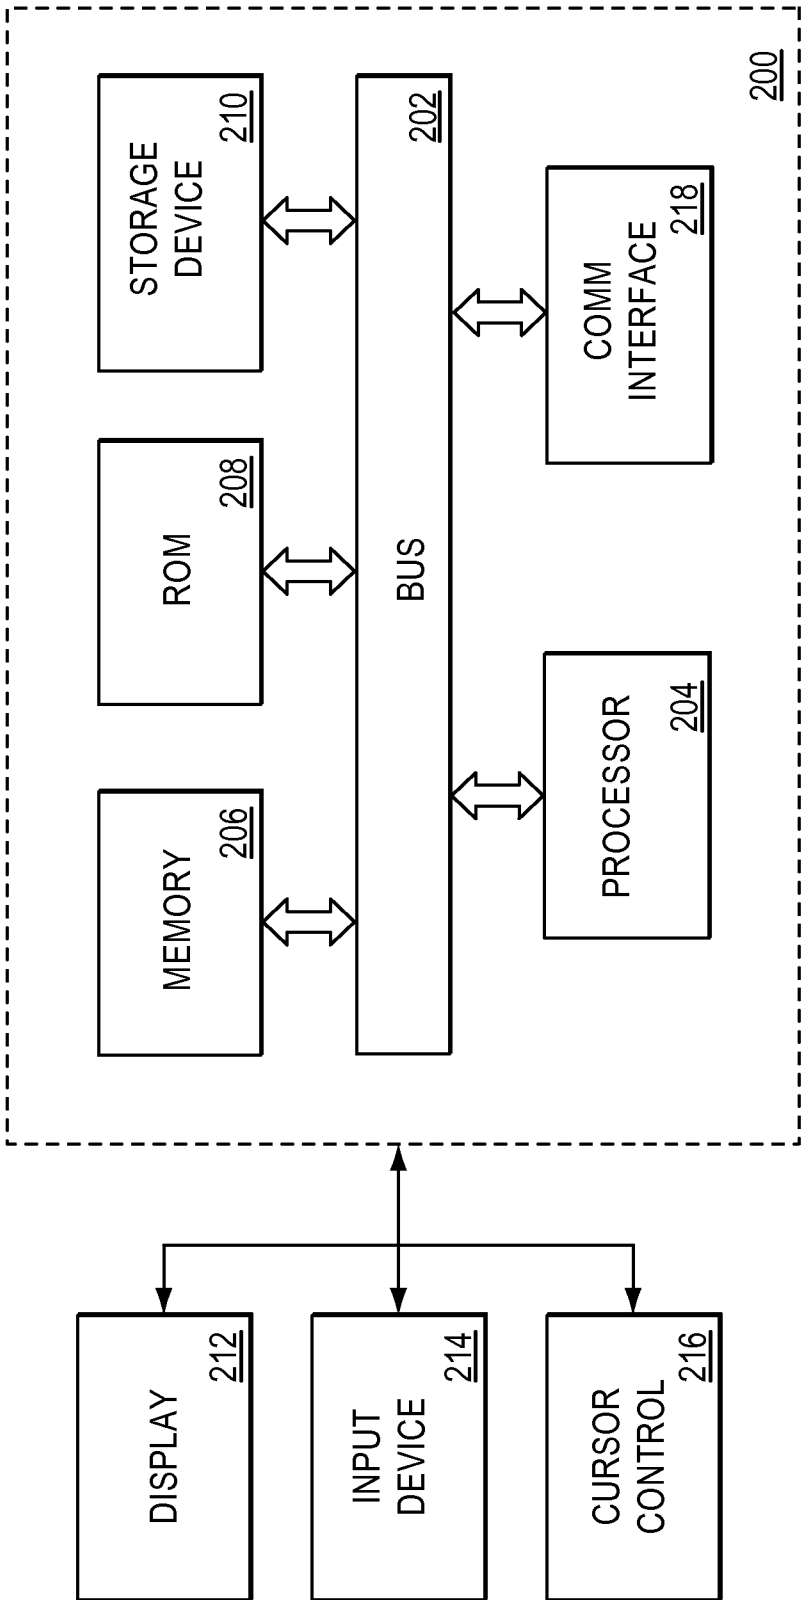 DISPLAY
212
INPUT
DEVICE
214
CURSOR
CONTROL
216
MEMORY
206
ROM
208
STORAGE
DEVICE
210
BUS
202
PROCESSOR
204
COMM
INTERFACE
218
200